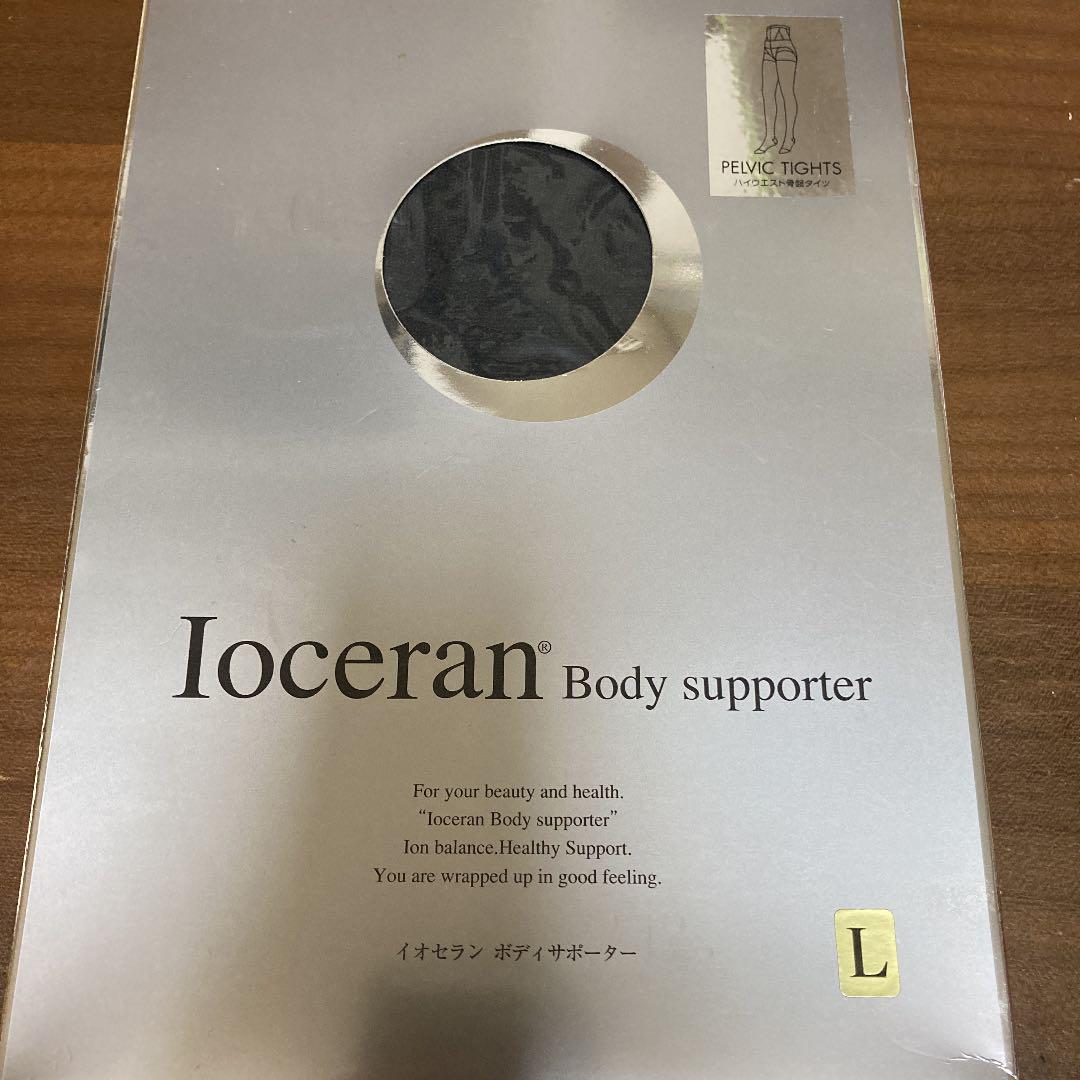 PELVIC TIGHTS
ハイウエスト骨盤タイツ
Ioceran® Body supporter
For your beauty and health.
“Ioceran Body supporter”
Ion balance.Healthy Support.
You are wrapped up in good feeling.
イオセラン ボディサポーター
L